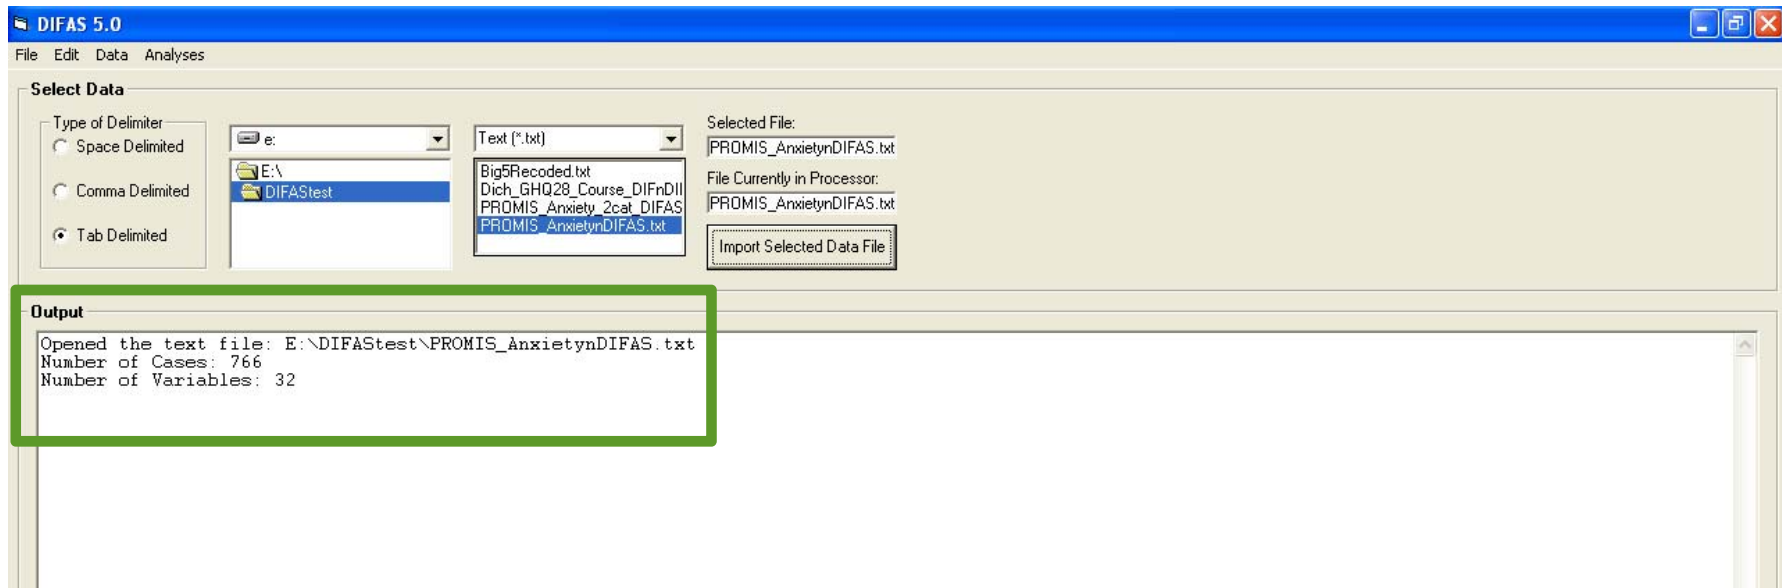 DIFAS 5.0
File Edit Data Analyses
Select Data
Type of Delimiter
Space Delimited
Comma Delimited
Tab Delimited
e:
E:\
DIFAStest
Text (*.txt)
Big5Recoded.txt
Dich_GHQ28_Course_DIFnDII
PROMIS_Anxiety_2cat_DIFAS
PROMIS_AnxietynDIFAS.txt
Selected File:
PROMIS_AnxietynDIFAS.txt
File Currently in Processor:
PROMIS_AnxietynDIFAS.txt
Import Selected Data File
Output
Opened the text file: E:\DIFAStest\PROMIS_AnxietynDIFAS.txt
Number of Cases: 766
Number of Variables: 32